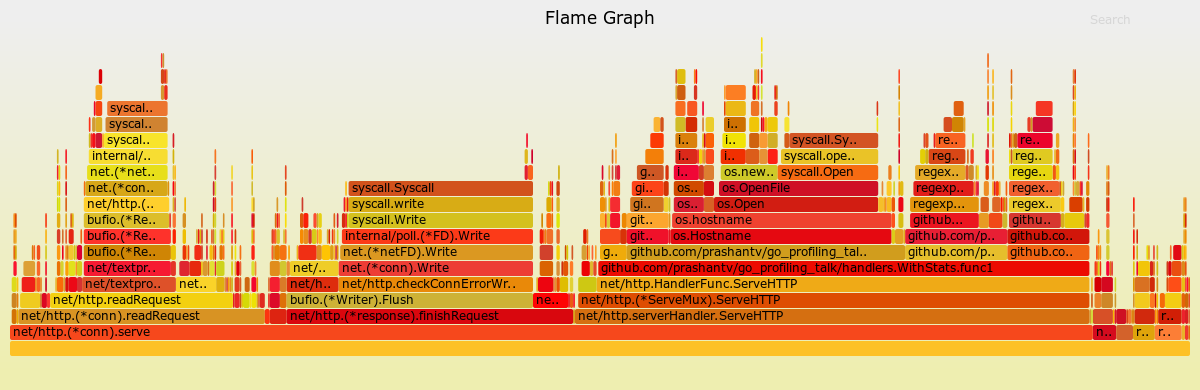 Flame Graph
Search
syscal..
syscal..
i.. i..
syscal.. i.. i.. syscall.Sy.. re.. re..
internal/.. i.. i.. syscall.ope.. reg.. reg..
net.(*net.. g.. i.. os.new.. syscall.Open regex.. rege..
net.(*con.. syscall.Syscall gi.. os.. os.OpenFile regexp.. regex..
net/http.(.. syscall.write gi.. os.. os.Open regexp... regex..
bufio.(*Re.. syscall.Write git.. os.hostname github... githu..
bufio.(*Re.. internal/poll.(*FD).Write git.. os.Hostname github.com/p.. github.co..
bufio.(*Re.. net.(*netFD).Write g.. github.com/prashantv/go_profiling_tal.. github.com/p.. github.co..
net/textpr.. net/.. net.(*conn).Write github.com/prashantv/go_profiling_talk/handlers.WithStats.func1
net/textpro.. net.. net/h.. net/http.checkConnErrorWr.. net/http.HandlerFunc.ServeHTTP
net/http.readRequest bufio.(*Writer).Flush ne.. net/http.(*ServeMux).ServeHTTP
net/http.(*conn).readRequest net/http.(*response).finishRequest net/http.serverHandler.ServeHTTP r..
net/http.(*conn).serve n.. r.. r..